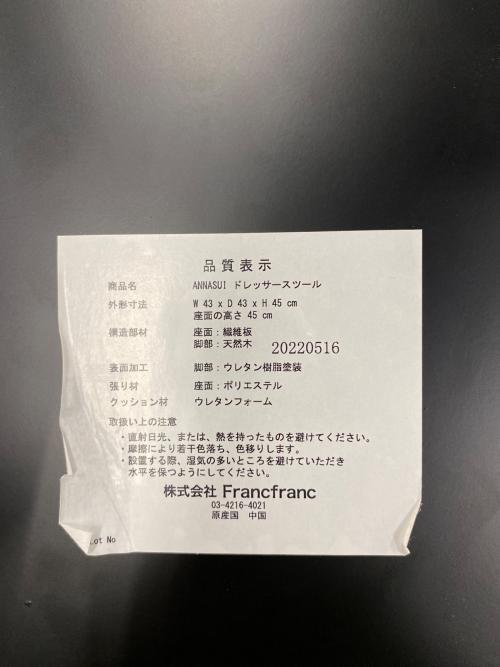 品質表示
商品名 ANNASUI ドレッサースツール
外形寸法 W 43 x D 43 x H 45 cm
座面の高さ 45 cm
構造部材 座面：繊維板
脚部：天然木 20220516
表面加工 脚部：ウレタン樹脂塗装
張り材 座面：ポリエステル
クッション材 ウレタンフォーム
取扱い上の注意
・直射日光、または、熱を持ったものを避けてください。
・摩擦により若干色落ち、色移りします。
・設置する際、湿気の多いところを避けていただき
水平を保つようにしてください。
株式会社 Francfranc
03-4216-4021
原産国 中国
Lot No